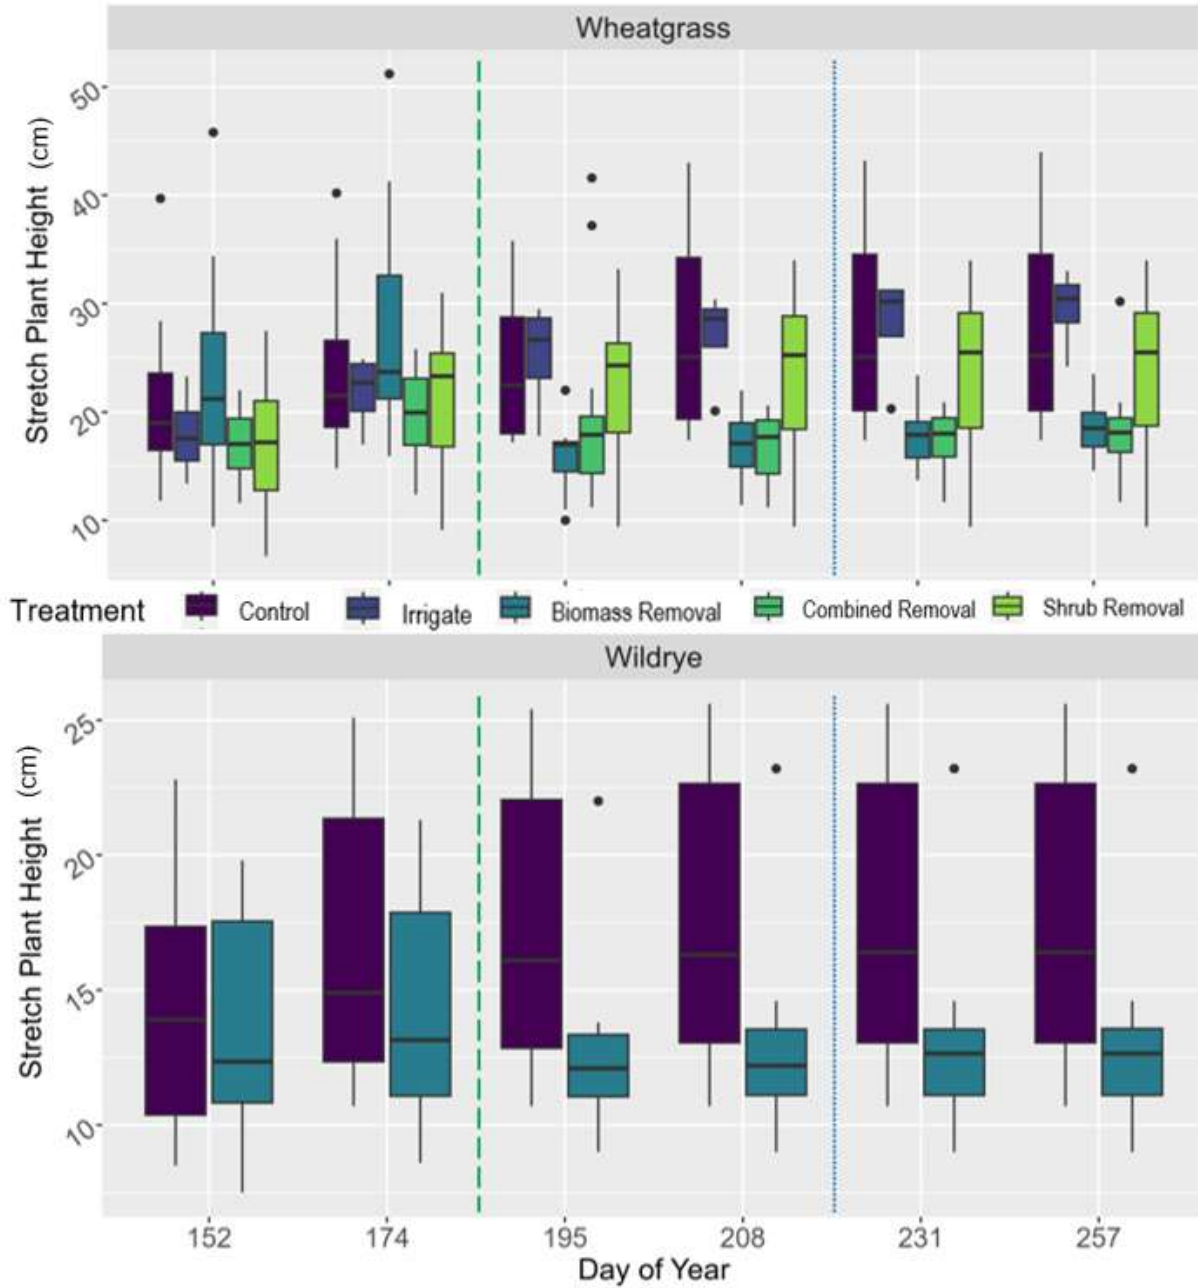 Wheatgrass
Stretch Plant Height (cm)
50
40
30
20
10
Treatment Control Irrigate Biomass Removal Combined Removal Shrub Removal
Wildrye
Stretch Plant Height (cm)
25
20
15
10
152 174 195 208 231 257
Day of Year